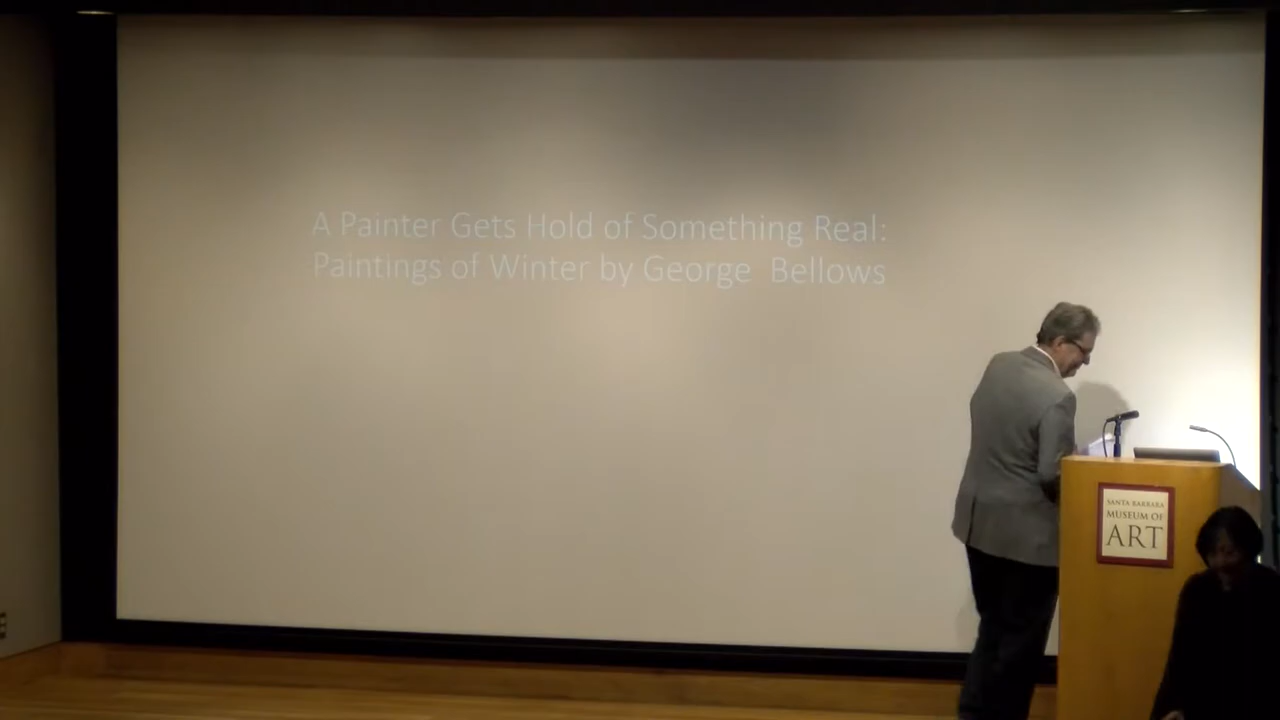 A Painter Gets Hold of Something Real:
Paintings of Winter by George Bellows
SANTA BARBARA
MUSEUM OF
ART